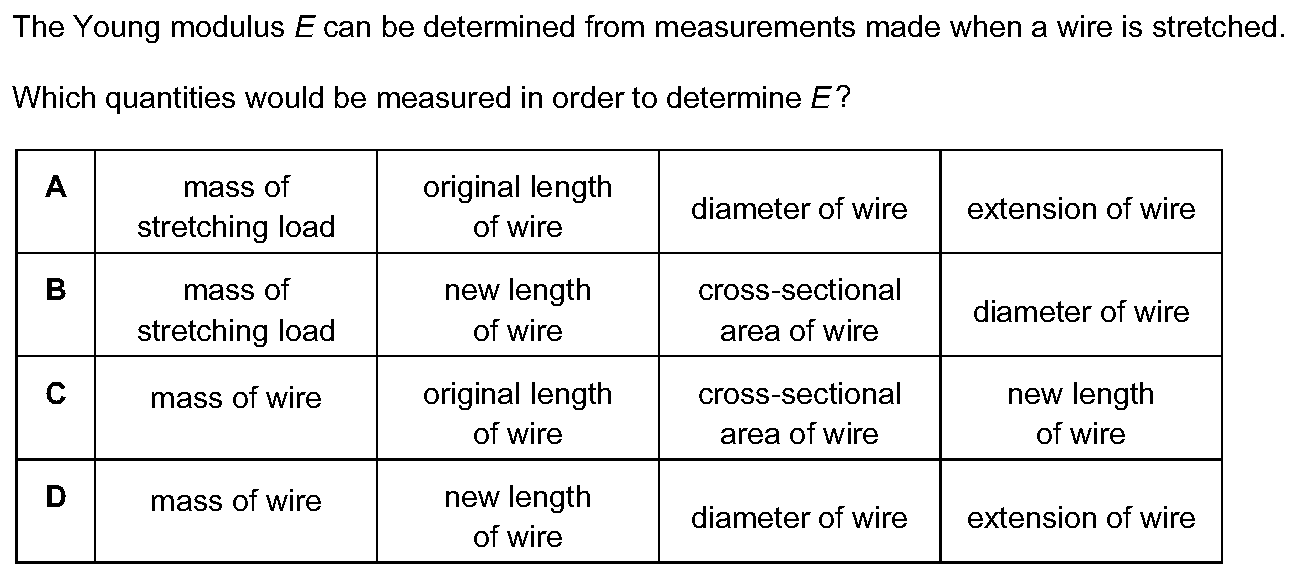 The Young modulus E can be determined from measurements made when a wire is stretched.
Which quantities would be measured in order to determine E?
A
mass of
stretching load
original length
of wire
diameter of wire
extension of wire
B
mass of
stretching load
new length
of wire
cross-sectional
area of wire
diameter of wire
C
mass of wire
original length
of wire
cross-sectional
area of wire
new length
of wire
D
mass of wire
new length
of wire
diameter of wire
extension of wire